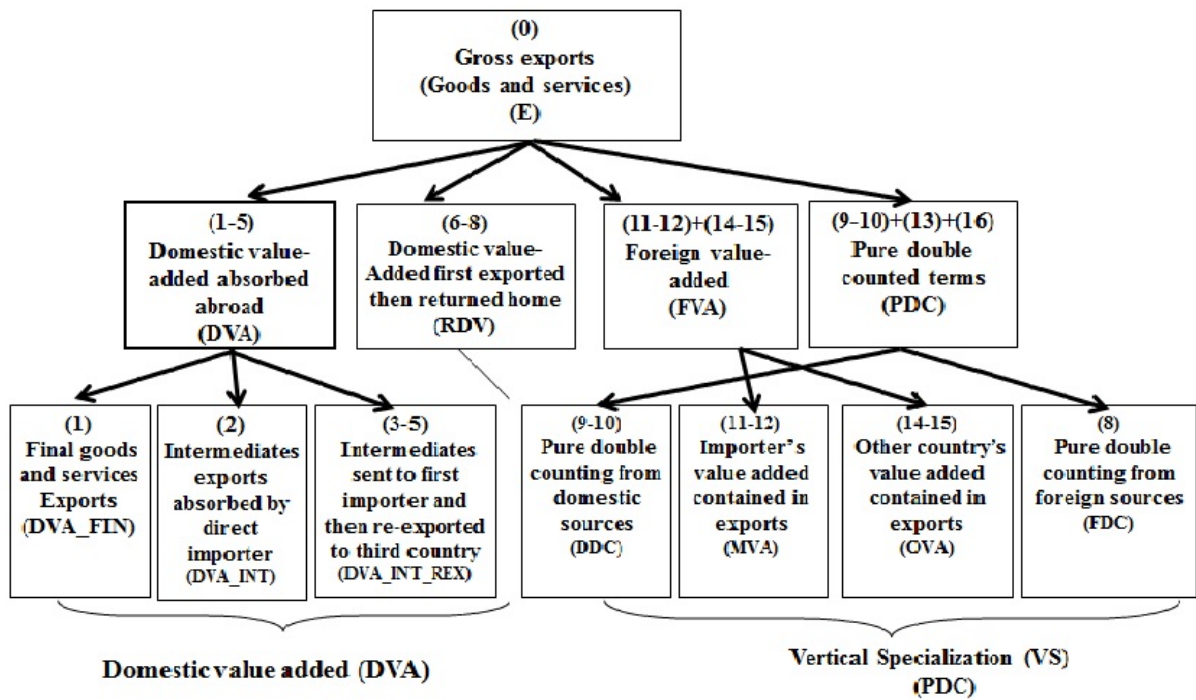 (0)
Gross exports
(Goods and services)
(E)
(1-5)
Domestic value-
added absorbed
abroad
(DVA)
(6-8)
Domestic value-
Added first exported
then returned home
(RDV)
(11-12)+(14-15)
Foreign value-
added
(FVA)
(9-10)+(13)+(16)
Pure double
counted terms
(PDC)
(1)
Final goods
and services
Exports
(DVA_FIN)
(2)
Intermediates
exports
absorbed by
direct
importer
(DVA_INT)
(3-5)
Intermediates
sent to first
importer and
then re-exported
to third country
(DVA_INT_REX)
(9-10)
Pure double
counting from
domestic
sources
(DDC)
(11-12)
Importer's
value added
contained in
exports
(MVA)
(14-15)
Other country's
value added
contained in
exports
(OVA)
(8)
Pure double
counting from
foreign sources
(FDC)
Domestic value added (DVA)
Vertical Specialization (VS)
(PDC)